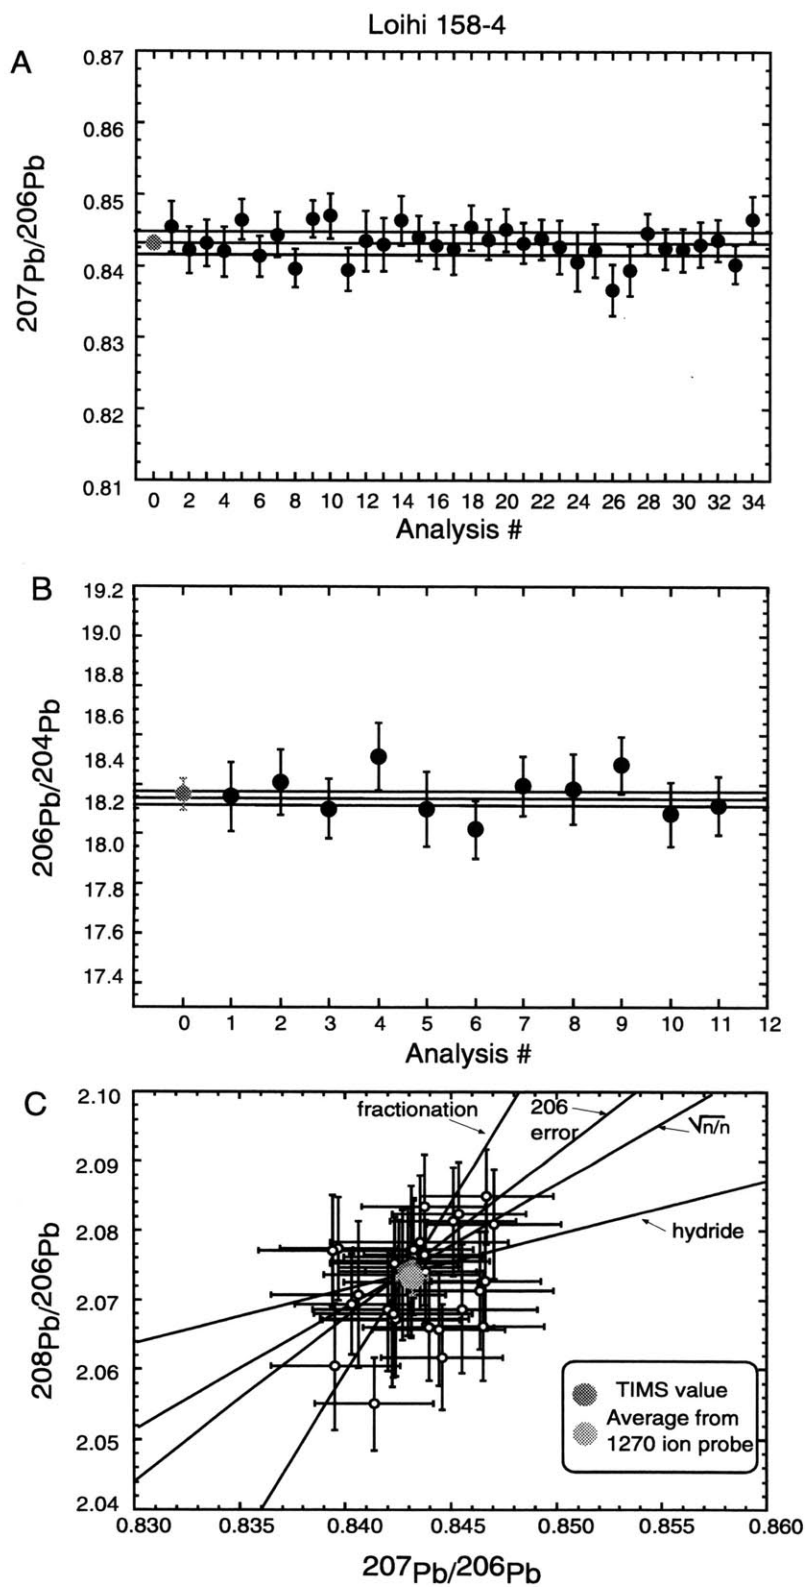 Loihi 158-4
A
207Pb/206Pb
0.87
0.86
0.85
0.84
0.83
0.82
0.81
0 2 4 6 8 10 12 14 16 18 20 22 24 26 28 30 32 34
Analysis #
B
206Pb/204Pb
19.2
19.0
18.8
18.6
18.4
18.2
18.0
17.8
17.6
17.4
0 1 2 3 4 5 6 7 8 9 10 11 12
Analysis #
C
208Pb/206Pb
2.10
2.09
2.08
2.07
2.06
2.05
2.04
fractionation
206
error
√n/n
hydride
TIMS value
Average from
1270 ion probe
0.830 0.835 0.840 0.845 0.850 0.855 0.860
207Pb/206Pb